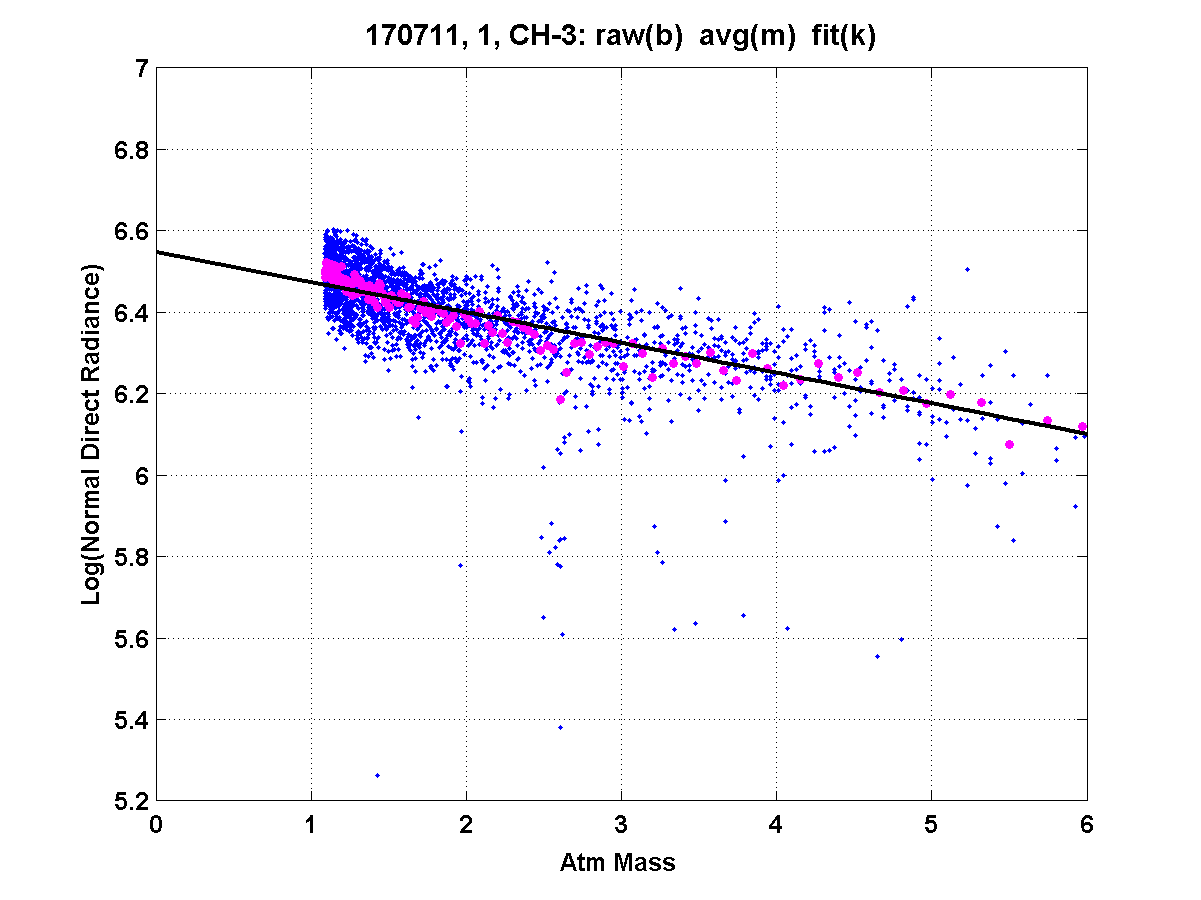 170711, 1, CH-3: raw(b)  avg(m)  fit(k)
7
6.8
6.6
6.4
6.2
6
5.8
5.6
5.4
5.2
Log(Normal Direct Radiance)
0 1 2 3 4 5 6
Atm Mass